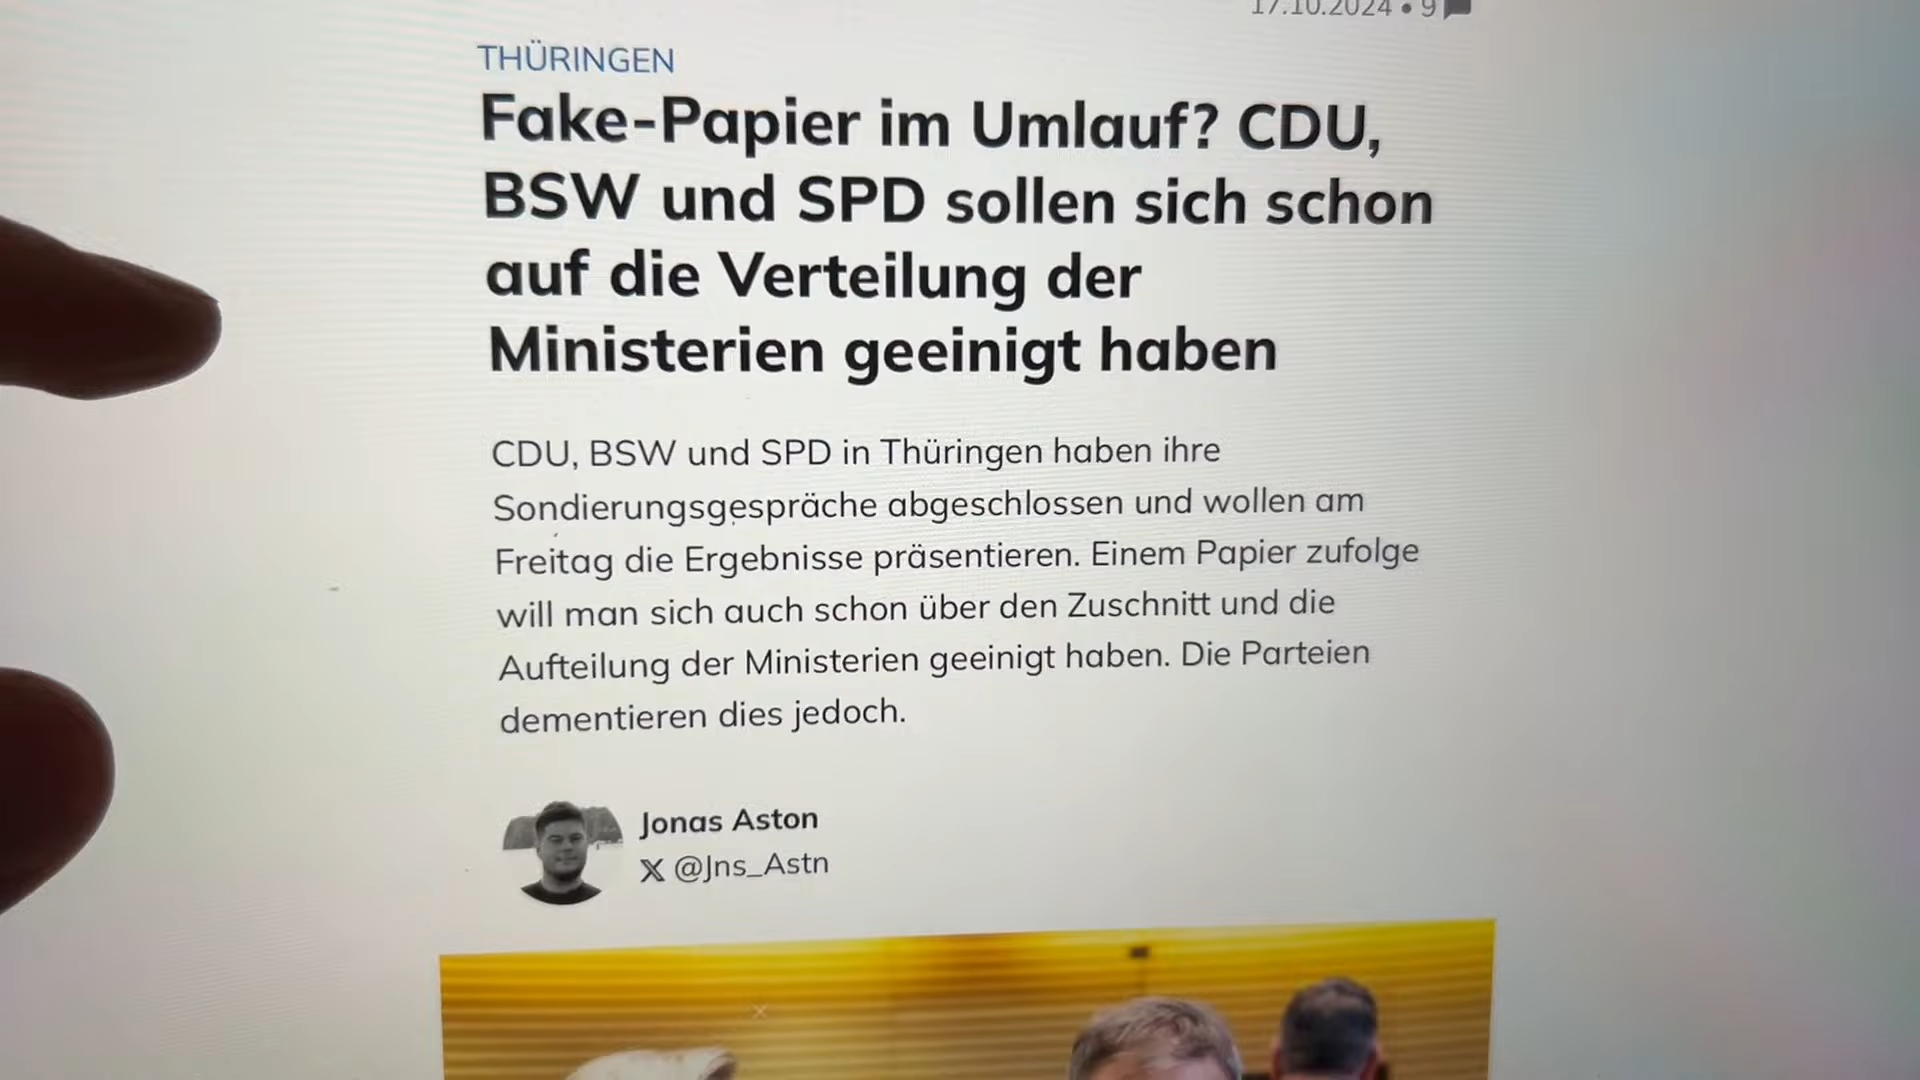 17.10.2024 • 9
THÜRINGEN
Fake-Papier im Umlauf? CDU,
BSW und SPD sollen sich schon
auf die Verteilung der
Ministerien geeinigt haben
CDU, BSW und SPD in Thüringen haben ihre
Sondierungsgespräche abgeschlossen und wollen am
Freitag die Ergebnisse präsentieren. Einem Papier zufolge
will man sich auch schon über den Zuschnitt und die
Aufteilung der Ministerien geeinigt haben. Die Parteien
dementieren dies jedoch.
Jonas Aston
X @Jns_Astn